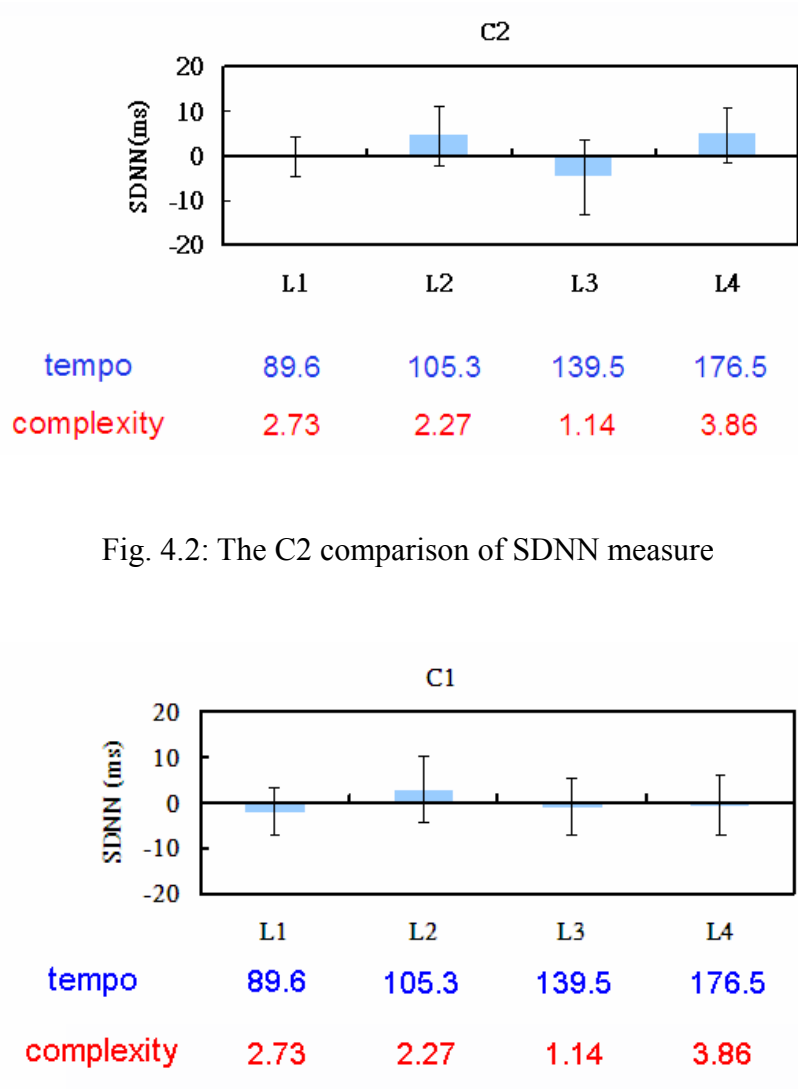 C2
20
10
0
-10
-20
SDNN(ms)
L1 L2 L3 L4
tempo 89.6 105.3 139.5 176.5
complexity 2.73 2.27 1.14 3.86
Fig. 4.2: The C2 comparison of SDNN measure
C1
20
10
0
-10
-20
SDNN (ms)
L1 L2 L3 L4
tempo 89.6 105.3 139.5 176.5
complexity 2.73 2.27 1.14 3.86